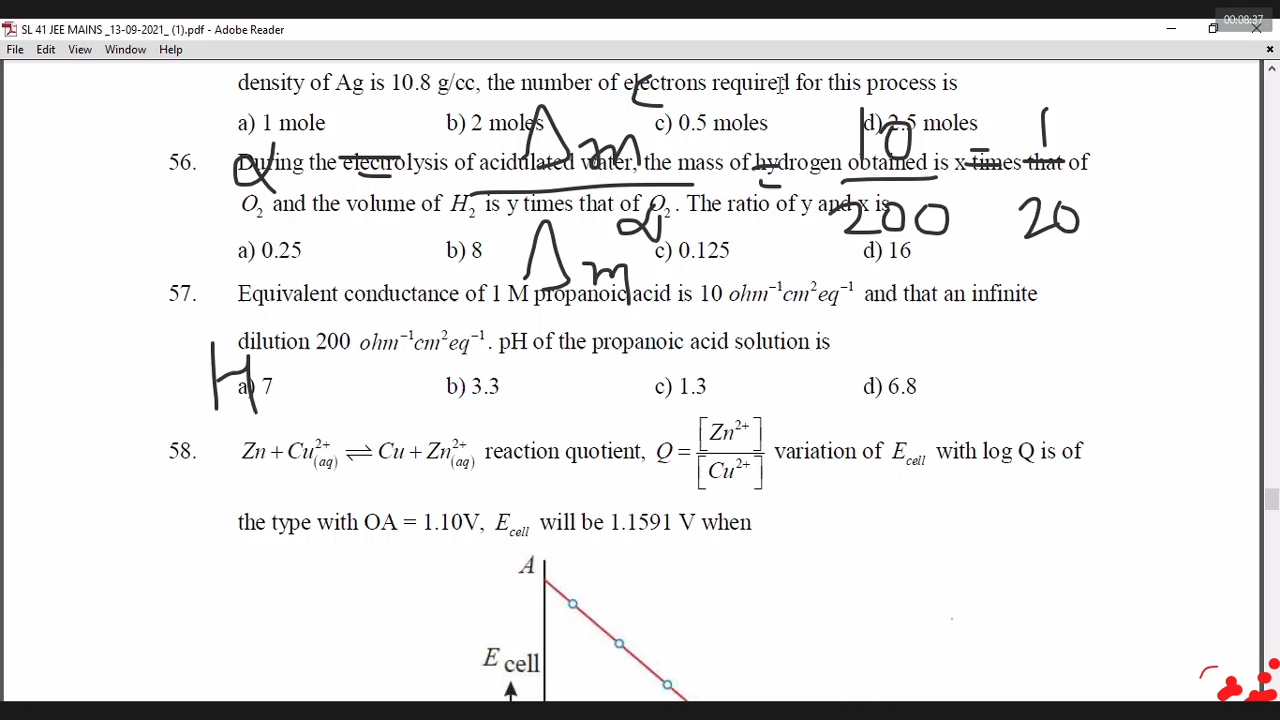 00:08:37
SL 41 JEE MAINS _13-09-2021_ (1).pdf - Adobe Reader
File Edit View Window Help
density of Ag is 10.8 g/cc, the number of electrons required for this process is
a) 1 mole b) 2 moles c) 0.5 moles d) 2.5 moles
56. During the electrolysis of acidulated water, the mass of hydrogen obtained is x times that of
O₂ and the volume of H₂ is y times that of O₂. The ratio of y and x is
a) 0.25 b) 8 c) 0.125 d) 16
α = Λm c / Λm α = 10 / 200 = 1 / 20
57. Equivalent conductance of 1 M propanoic acid is 10 ohm⁻¹cm²eq⁻¹ and that an infinite
dilution 200 ohm⁻¹cm²eq⁻¹. pH of the propanoic acid solution is
H
a) 7 b) 3.3 c) 1.3 d) 6.8
58. Zn + Cu²⁺(aq) ⇌ Cu + Zn²⁺(aq) reaction quotient, Q = [Zn²⁺] / [Cu²⁺] variation of E cell with log Q is of
the type with OA = 1.10V, E cell will be 1.1591 V when
A
E cell